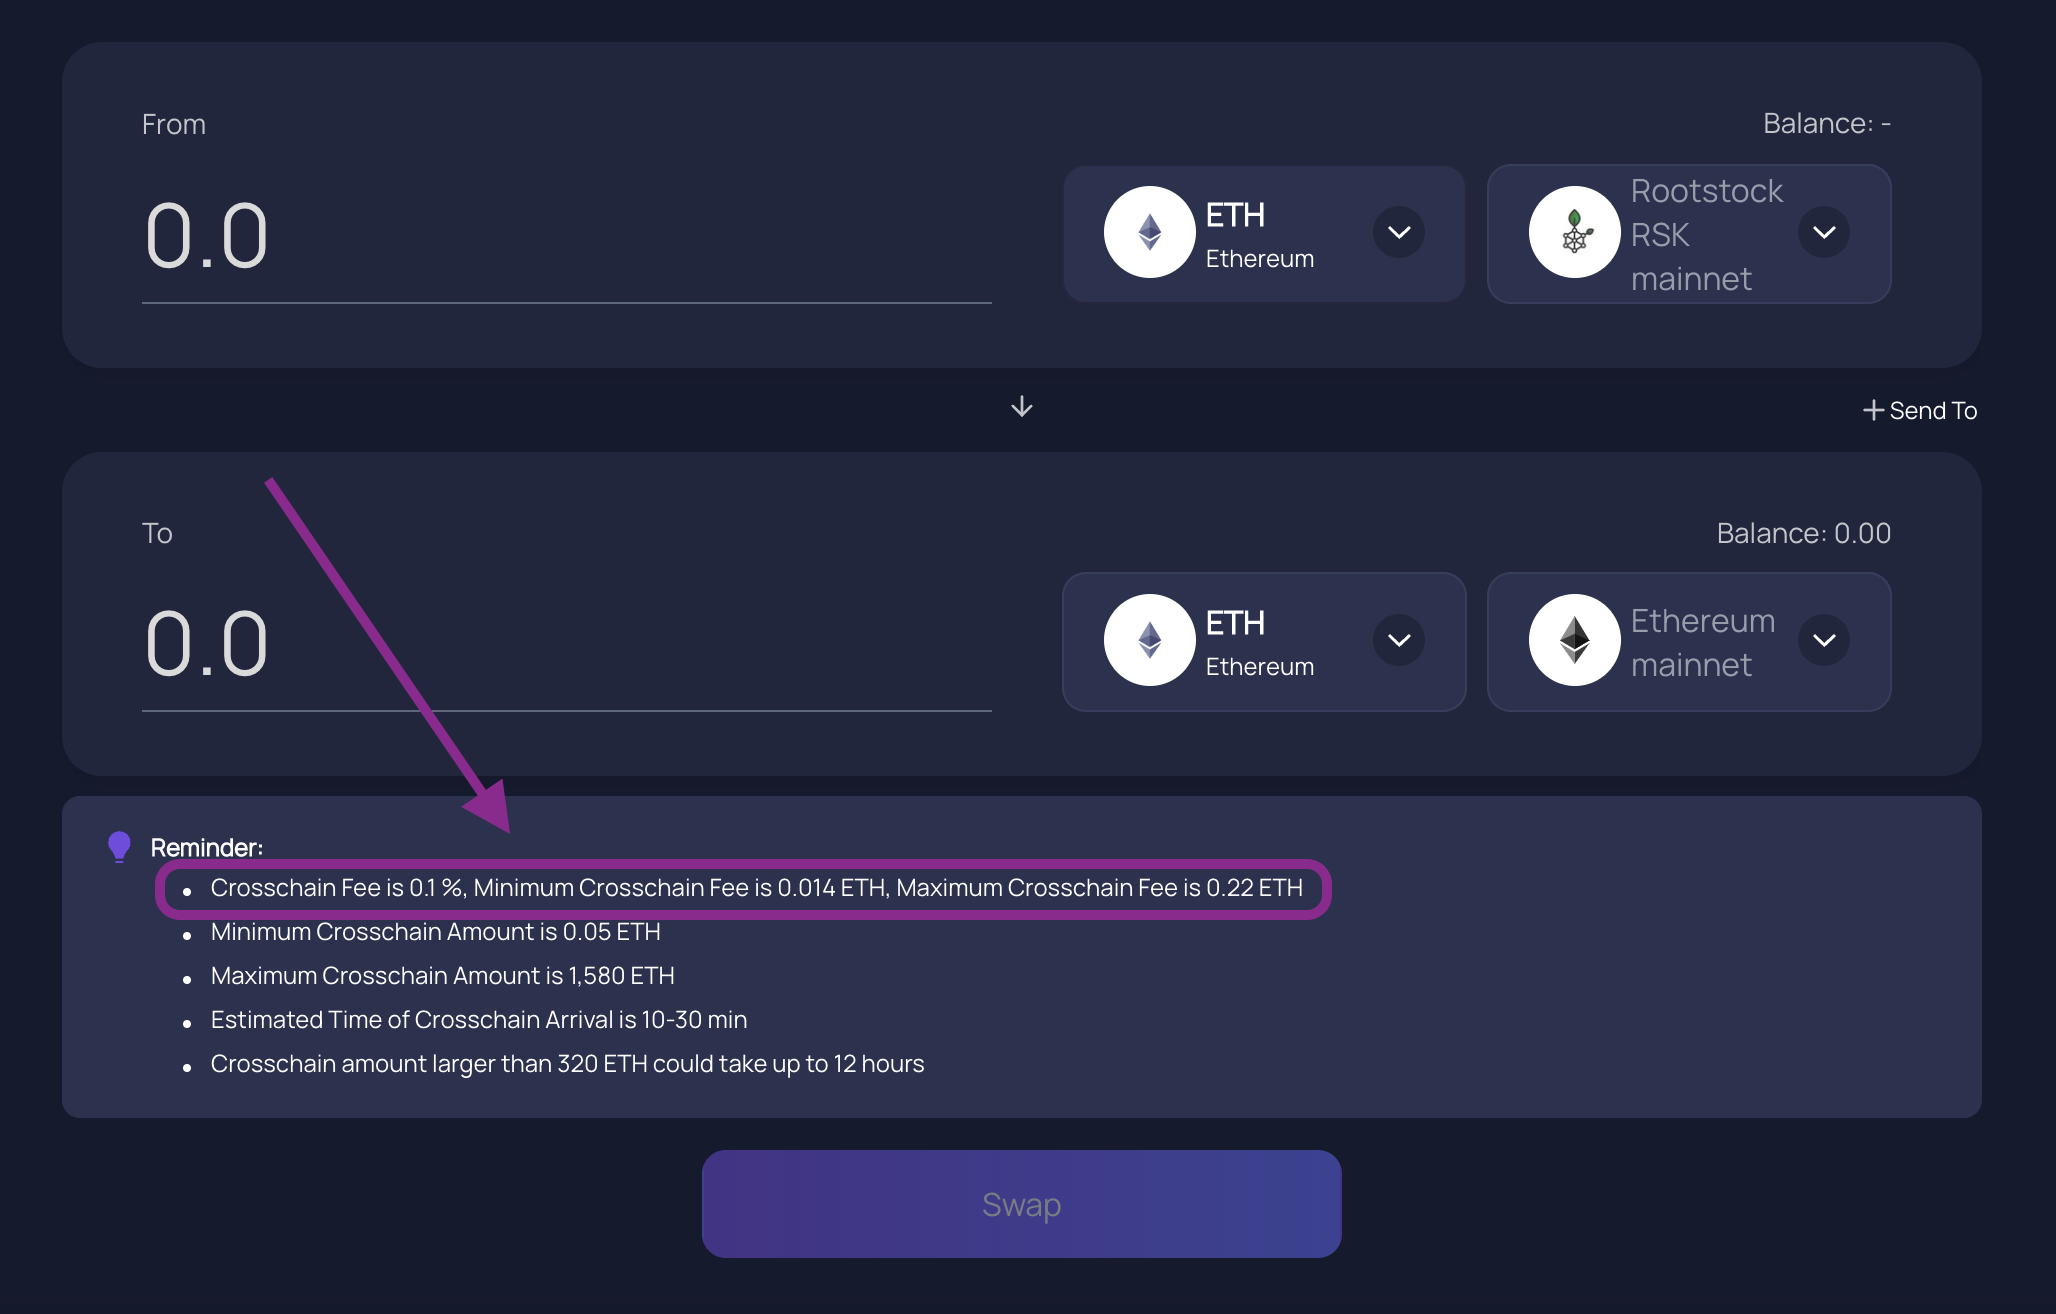 From
Balance: -
0.0
ETH
Ethereum
Rootstock
RSK
mainnet
Send To
To
Balance: 0.00
0.0
ETH
Ethereum
Ethereum
mainnet
Reminder:
Crosschain Fee is 0.1 %, Minimum Crosschain Fee is 0.014 ETH, Maximum Crosschain Fee is 0.22 ETH
Minimum Crosschain Amount is 0.05 ETH
Maximum Crosschain Amount is 1,580 ETH
Estimated Time of Crosschain Arrival is 10-30 min
Crosschain amount larger than 320 ETH could take up to 12 hours
Swap